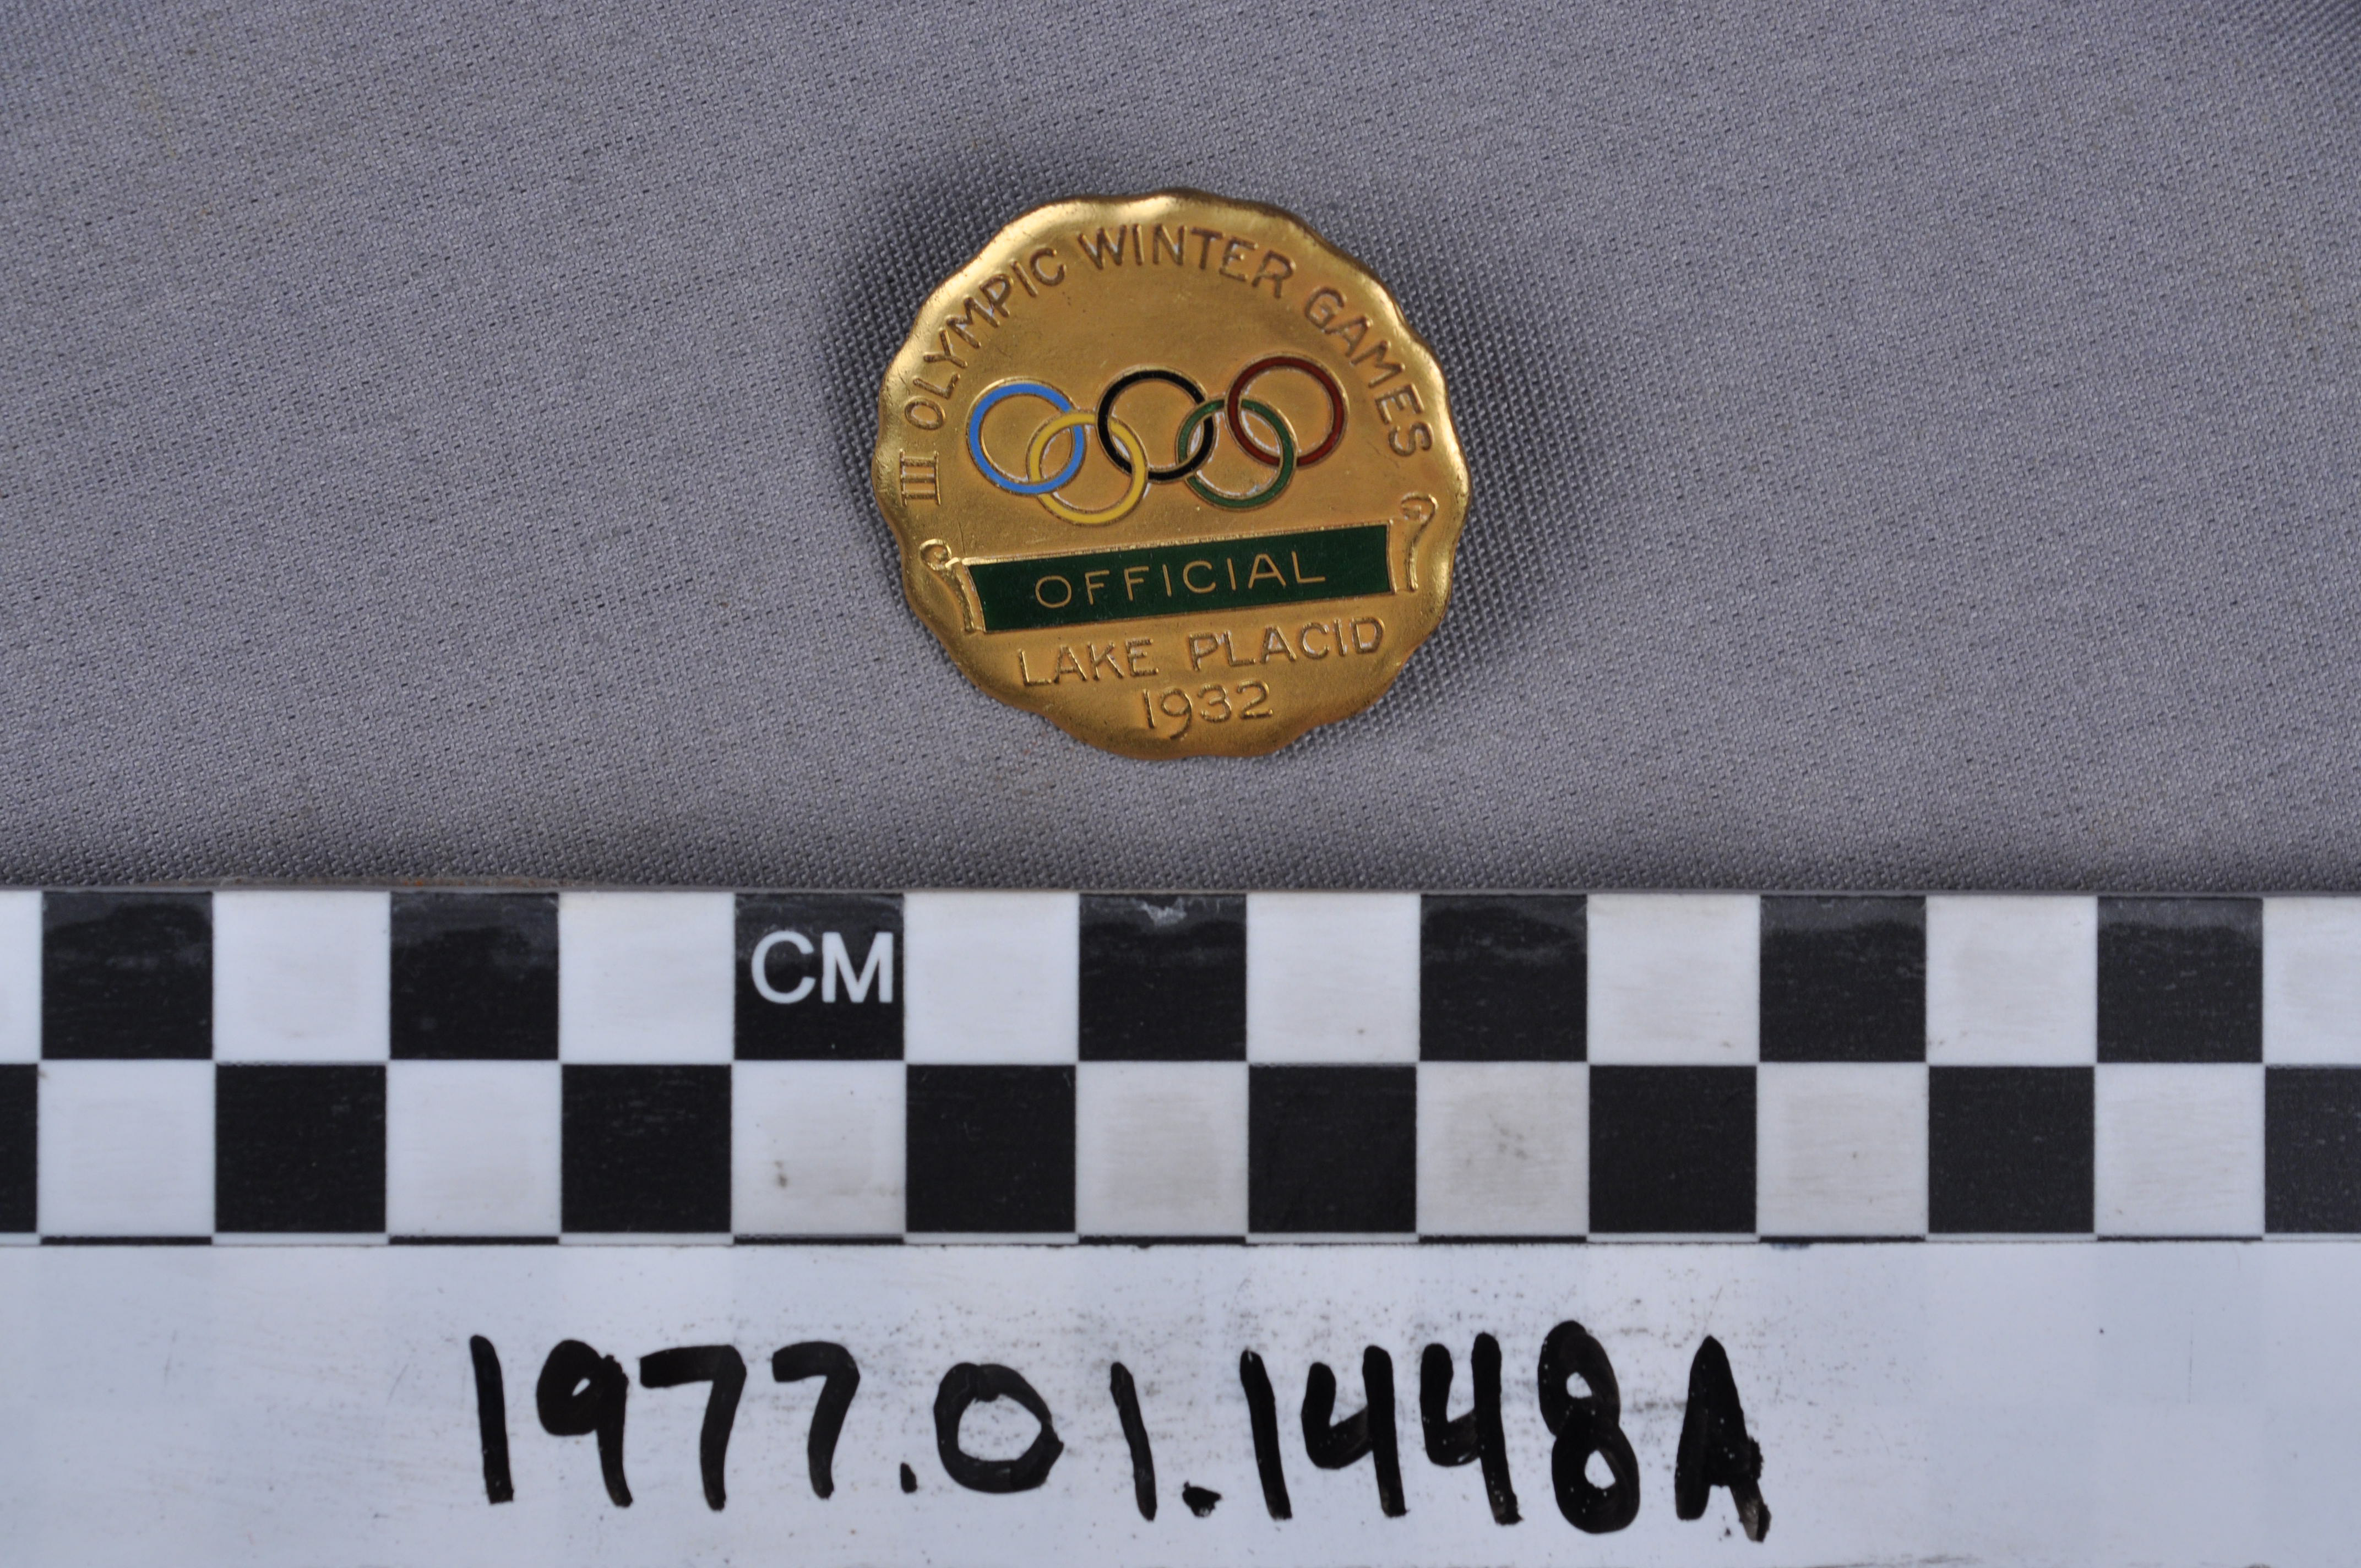 III OLYMPIC WINTER GAMES
OFFICIAL
LAKE PLACID
1932
CM
1977.01.1448A